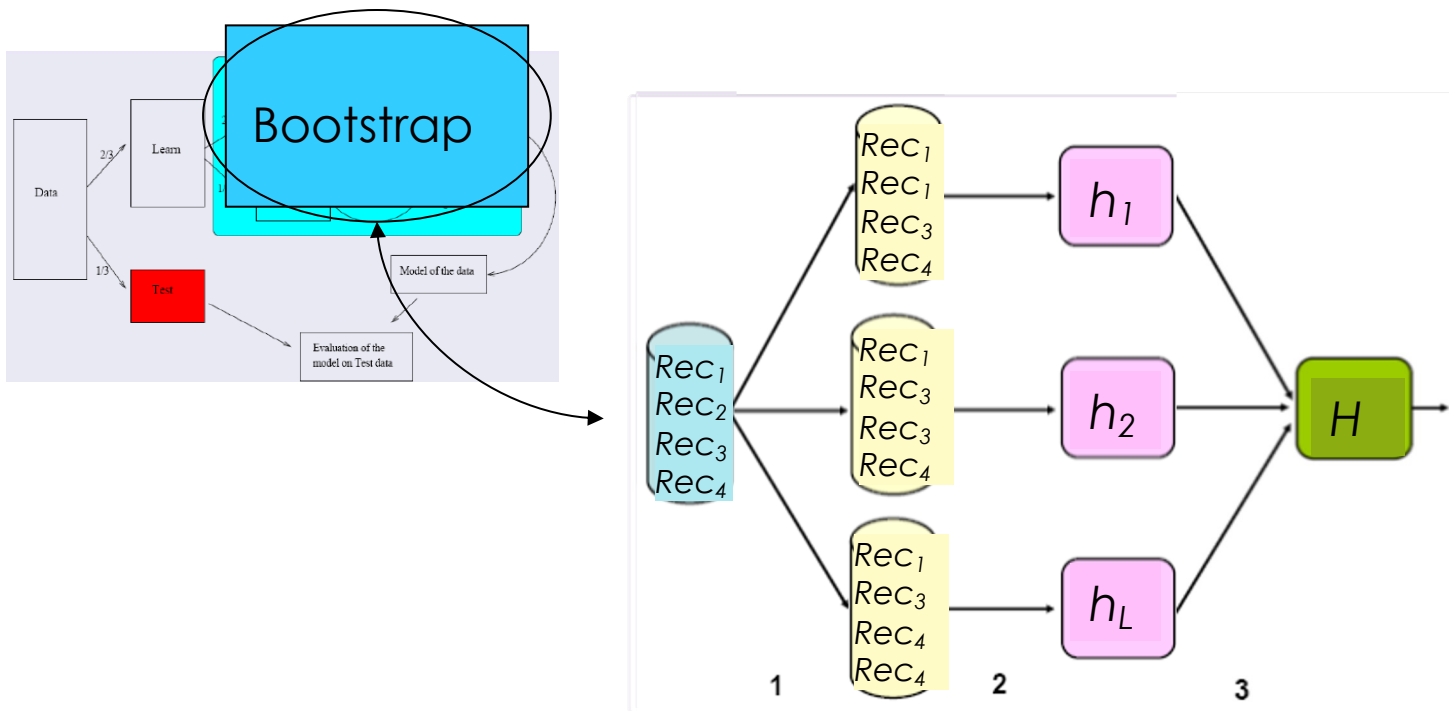 Bootstrap
Data
2/3
Learn
1/3
Test
Model of the data
Evaluation of the
model on Test data
Rec1
Rec2
Rec3
Rec4
Rec1
Rec1
Rec3
Rec4
Rec1
Rec3
Rec3
Rec4
Rec1
Rec3
Rec4
Rec4
h1
h2
hL
H
1
2
3